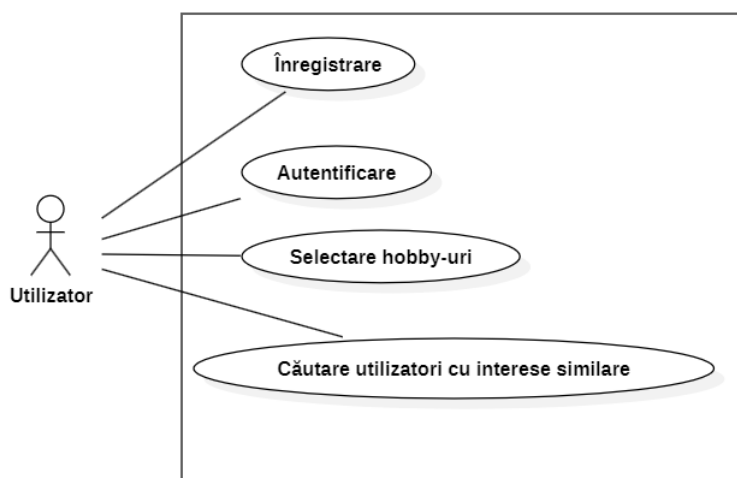 Înregistrare
Autentificare
Selectare hobby-uri
Utilizator
Căutare utilizatori cu interese similare